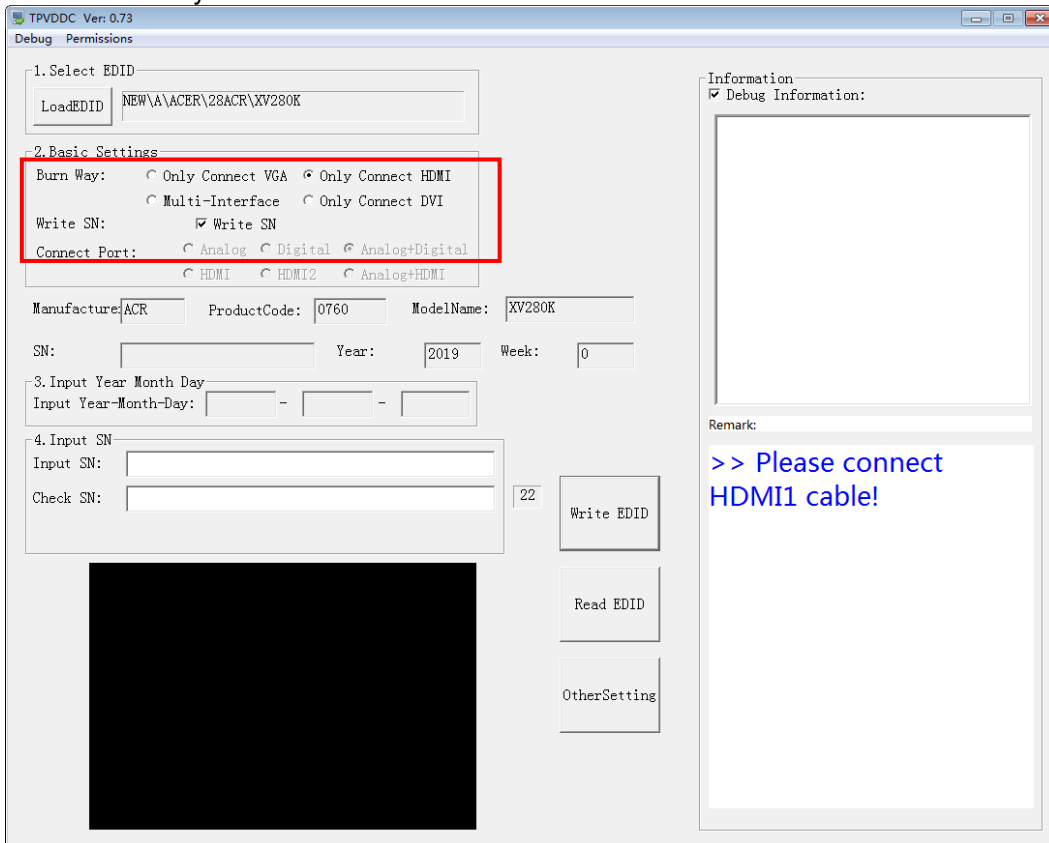 TPVDDC Ver: 0.73
Debug Permissions
1.Select EDID
LoadEDID NEW\A\ACER\28ACR\XV280K
2.Basic Settings
Burn Way: Only Connect VGA Only Connect HDMI
Multi-Interface Only Connect DVI
Write SN: Write SN
Connect Port: Analog Digital Analog+Digital
HDMI HDMI2 Analog+HDMI
Manufacture: ACR ProductCode: 0760 ModelName: XV280K
SN: Year: 2019 Week: 0
3.Input Year Month Day
Input Year-Month-Day: - -
4.Input SN
Input SN:
Check SN: 22
Write EDID
Read EDID
OtherSetting
Information
Debug Information:
Remark:
>> Please connect
HDMI1 cable!